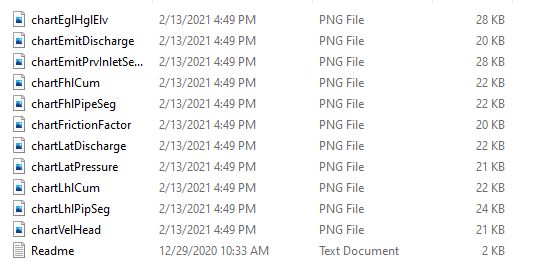 chartEglHglElv 2/13/2021 4:49 PM PNG File 28 KB
chartEmitDischarge 2/13/2021 4:49 PM PNG File 20 KB
chartEmitPrvInletSe... 2/13/2021 4:49 PM PNG File 28 KB
chartFhlCum 2/13/2021 4:49 PM PNG File 22 KB
chartFhlPipeSeg 2/13/2021 4:49 PM PNG File 22 KB
chartFrictionFactor 2/13/2021 4:49 PM PNG File 20 KB
chartLatDischarge 2/13/2021 4:49 PM PNG File 22 KB
chartLatPressure 2/13/2021 4:49 PM PNG File 21 KB
chartLhlCum 2/13/2021 4:49 PM PNG File 22 KB
chartLhlPipSeg 2/13/2021 4:49 PM PNG File 24 KB
chartVelHead 2/13/2021 4:49 PM PNG File 21 KB
Readme 12/29/2020 10:33 AM Text Document 2 KB